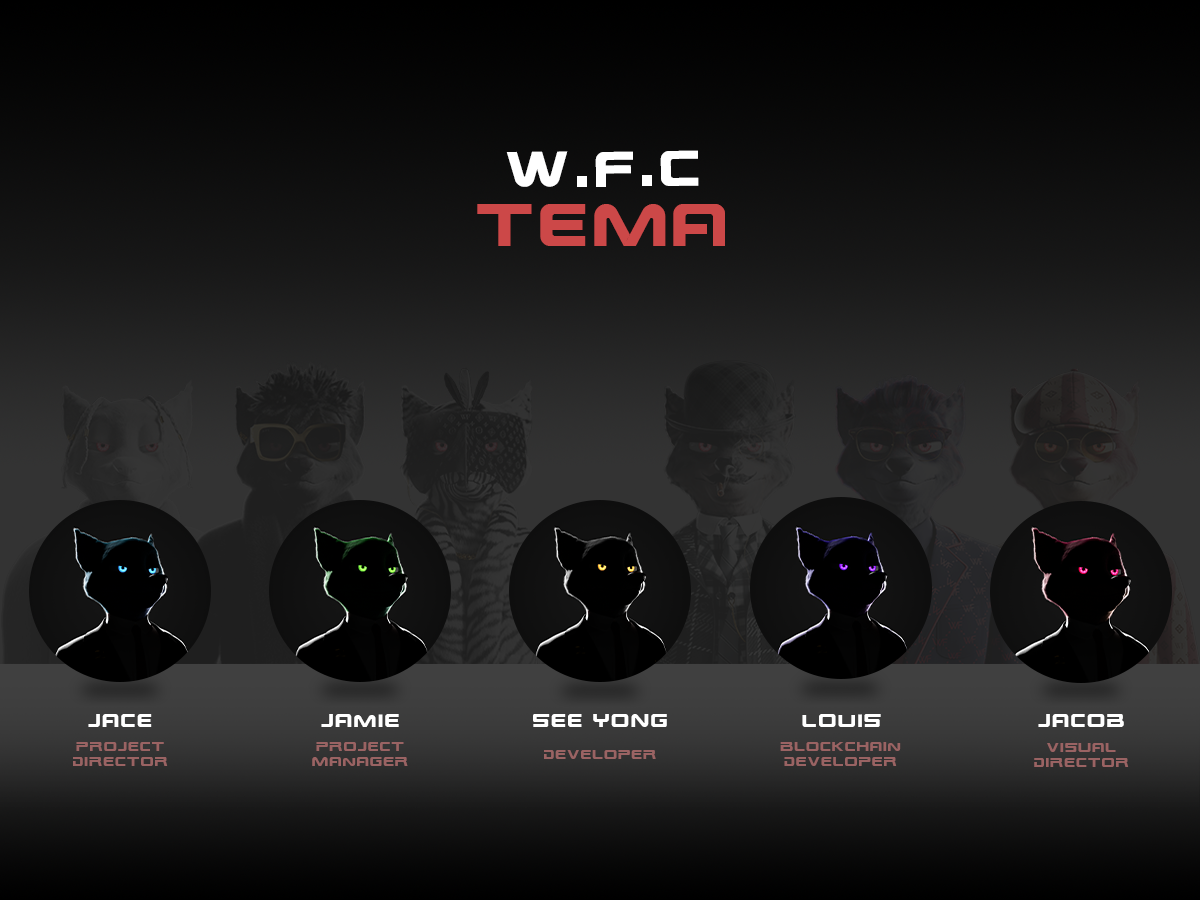 W.F.C
TEMA
JACE
PROJECT
DIRECTOR
JAMIE
PROJECT
MANAGER
SEE YONG
DEVELOPER
LOUIS
BLOCKCHAIN
DEVELOPER
JACOB
VISUAL
DIRECTOR